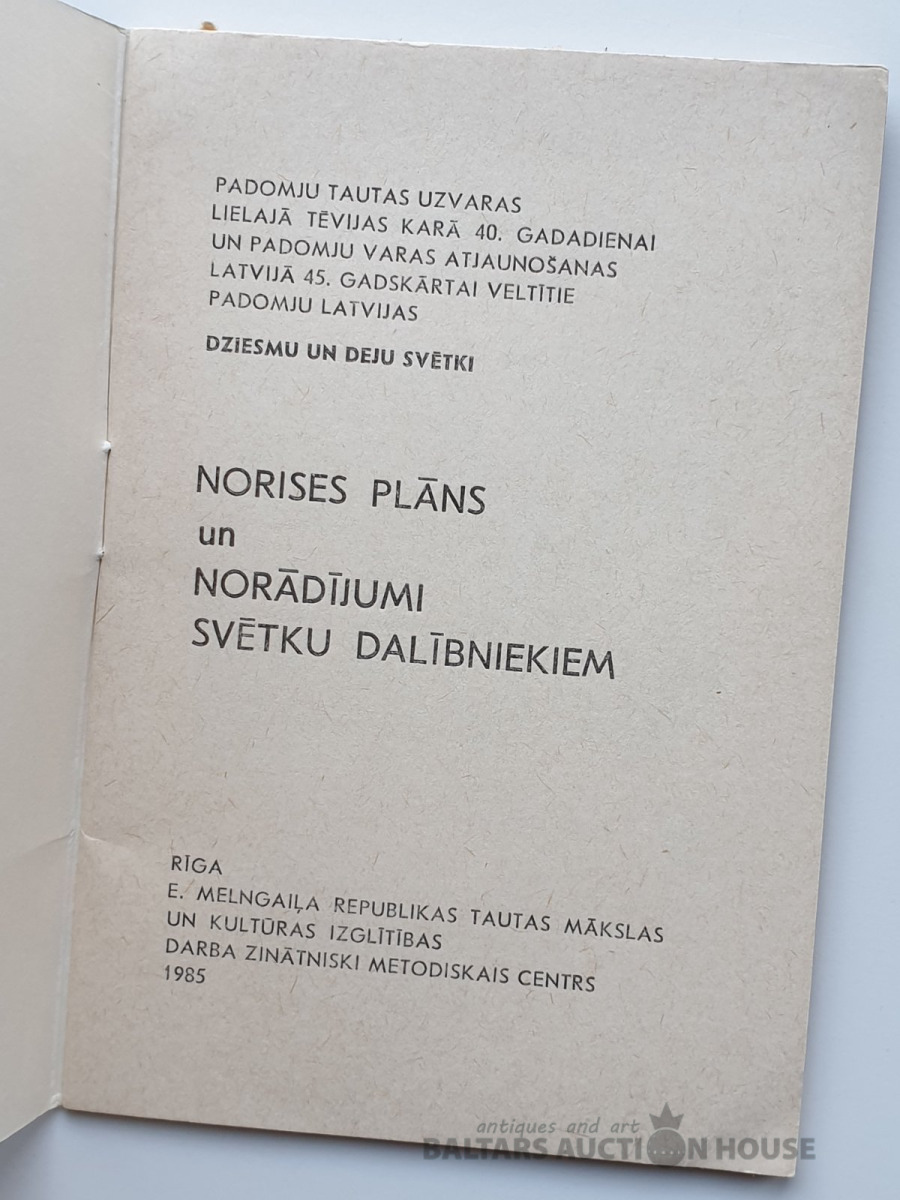 PADOMJU TAUTAS UZVARAS
LIELAJĀ TĒVIJAS KARĀ 40. GADADIENAI
UN PADOMJU VARAS ATJAUNOŠANAS
LATVIJĀ 45. GADSKĀRTAI VELTĪTIE
PADOMJU LATVIJAS
DZIESMU UN DEJU SVĒTKI
NORISES PLĀNS
un
NORĀDĪJUMI
SVĒTKU DALĪBNIEKIEM
RĪGA
E. MELNGAIĻA REPUBLIKAS TAUTAS MĀKSLAS
UN KULTŪRAS IZGLĪTĪBAS
DARBA ZINĀTNISKI METODISKAIS CENTRS
1985
antiques and art
BALTARS AUCTION HOUSE